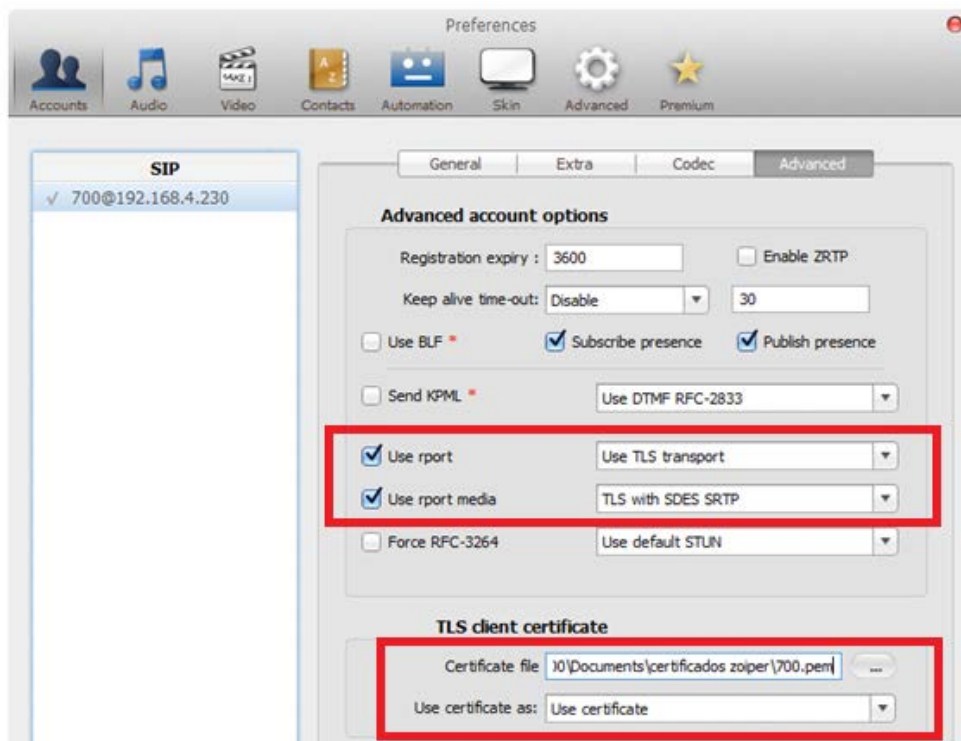 Preferences
Accounts Audio Video Contacts Automation Skin Advanced Premium
SIP
700@192.168.4.230
General Extra Codec Advanced
Advanced account options
Registration expiry : 3600 Enable ZRTP
Keep alive time-out: Disable 30
Use BLF * Subscribe presence Publish presence
Send KPML * Use DTMF RFC-2833
Use rport Use TLS transport
Use rport media TLS with SDES SRTP
Force RFC-3264 Use default STUN
TLS client certificate
Certificate file 00\Documents\certificados zoiper\700.pem ...
Use certificate as: Use certificate